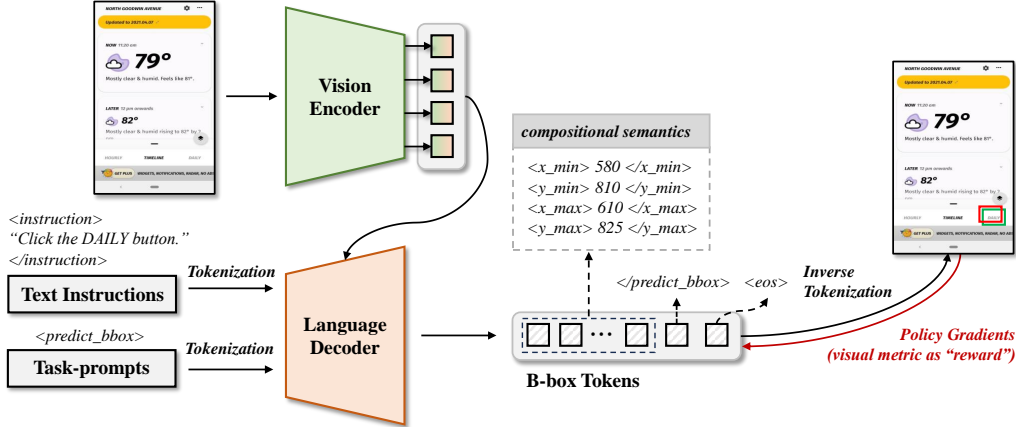 NORTH GOODWIN AVENUE
Updated to 2021.04.07
NOW 11:20 am
79°
Mostly clear & humid. Feels like 81°.
LATER 12 pm onwards
82°
Mostly clear & humid rising to 82° by
HOURLY TIMELINE DAILY
GET PLUS WIDGETS, NOTIFICATIONS, RADAR, NO AD
Vision
Encoder
compositional semantics
<x_min> 580 </x_min>
<y_min> 810 </y_min>
<x_max> 610 </x_max>
<y_max> 825 </y_max>
NORTH GOODWIN AVENUE
Updated to 2021.04.07
NOW 11:20 am
79°
Mostly clear & humid. Feels like 81°.
LATER 12 pm onwards
82°
Mostly clear & humid rising to 82° by
HOURLY TIMELINE DAILY
GET PLUS WIDGETS, NOTIFICATIONS, RADAR, NO AD
<instruction>
“Click the DAILY button.”
</instruction>
Text Instructions
Tokenization
<predict_bbox>
Task-prompts
Tokenization
Language
Decoder
</predict_bbox>
<eos>
B-box Tokens
Inverse
Tokenization
Policy Gradients
(visual metric as “reward”)